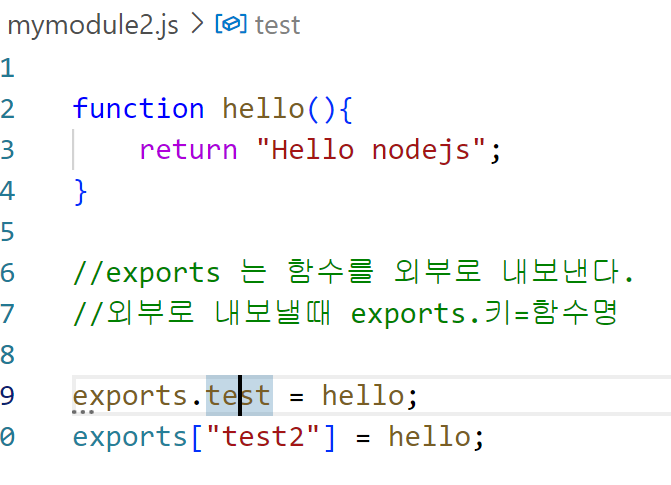 mymodule2.js > test
1
2 function hello(){
3 return "Hello nodejs";
4 }
5
6 //exports 는 함수를 외부로 내보낸다.
7 //외부로 내보낼때 exports.키=함수명
8
9 exports.test = hello;
0 exports["test2"] = hello;